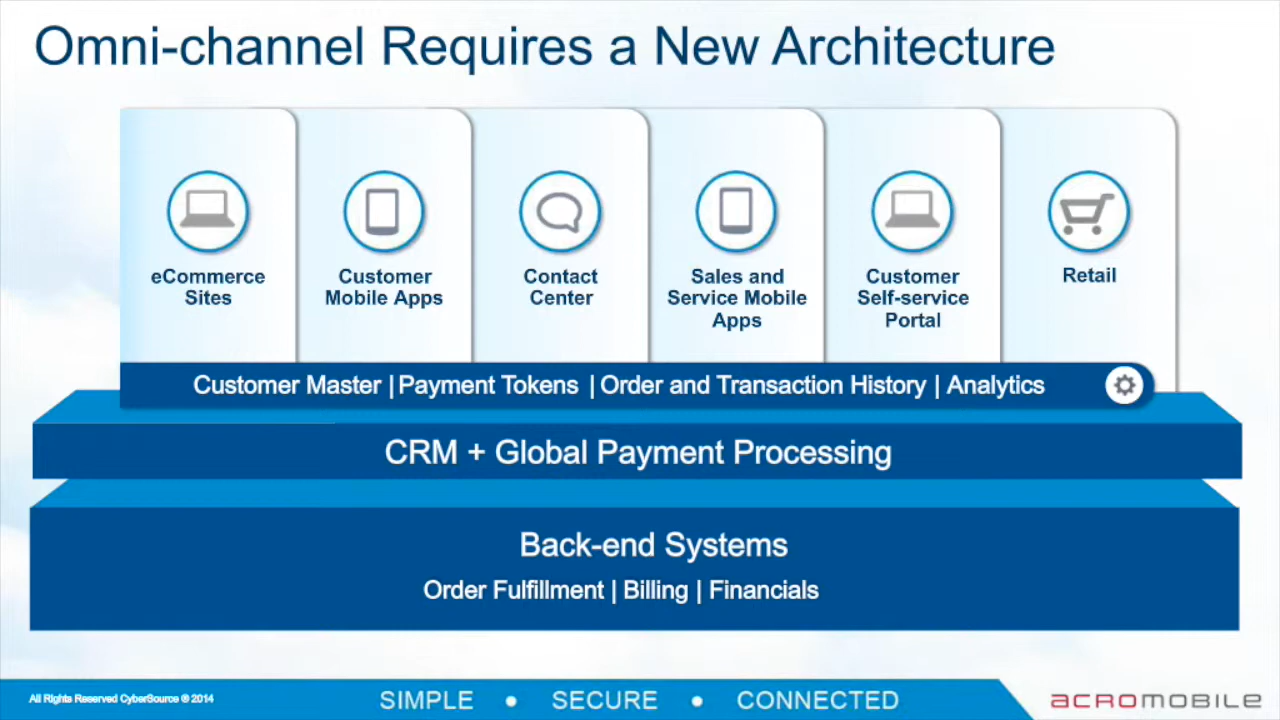 Omni-channel Requires a New Architecture
eCommerce
Sites
Customer
Mobile Apps
Contact
Center
Sales and
Service Mobile
Apps
Customer
Self-service
Portal
Retail
Customer Master | Payment Tokens | Order and Transaction History | Analytics
CRM + Global Payment Processing
Back-end Systems
Order Fulfillment | Billing | Financials
All Rights Reserved CyberSource ® 2014
SIMPLE • SECURE • CONNECTED
ACROMOBILE